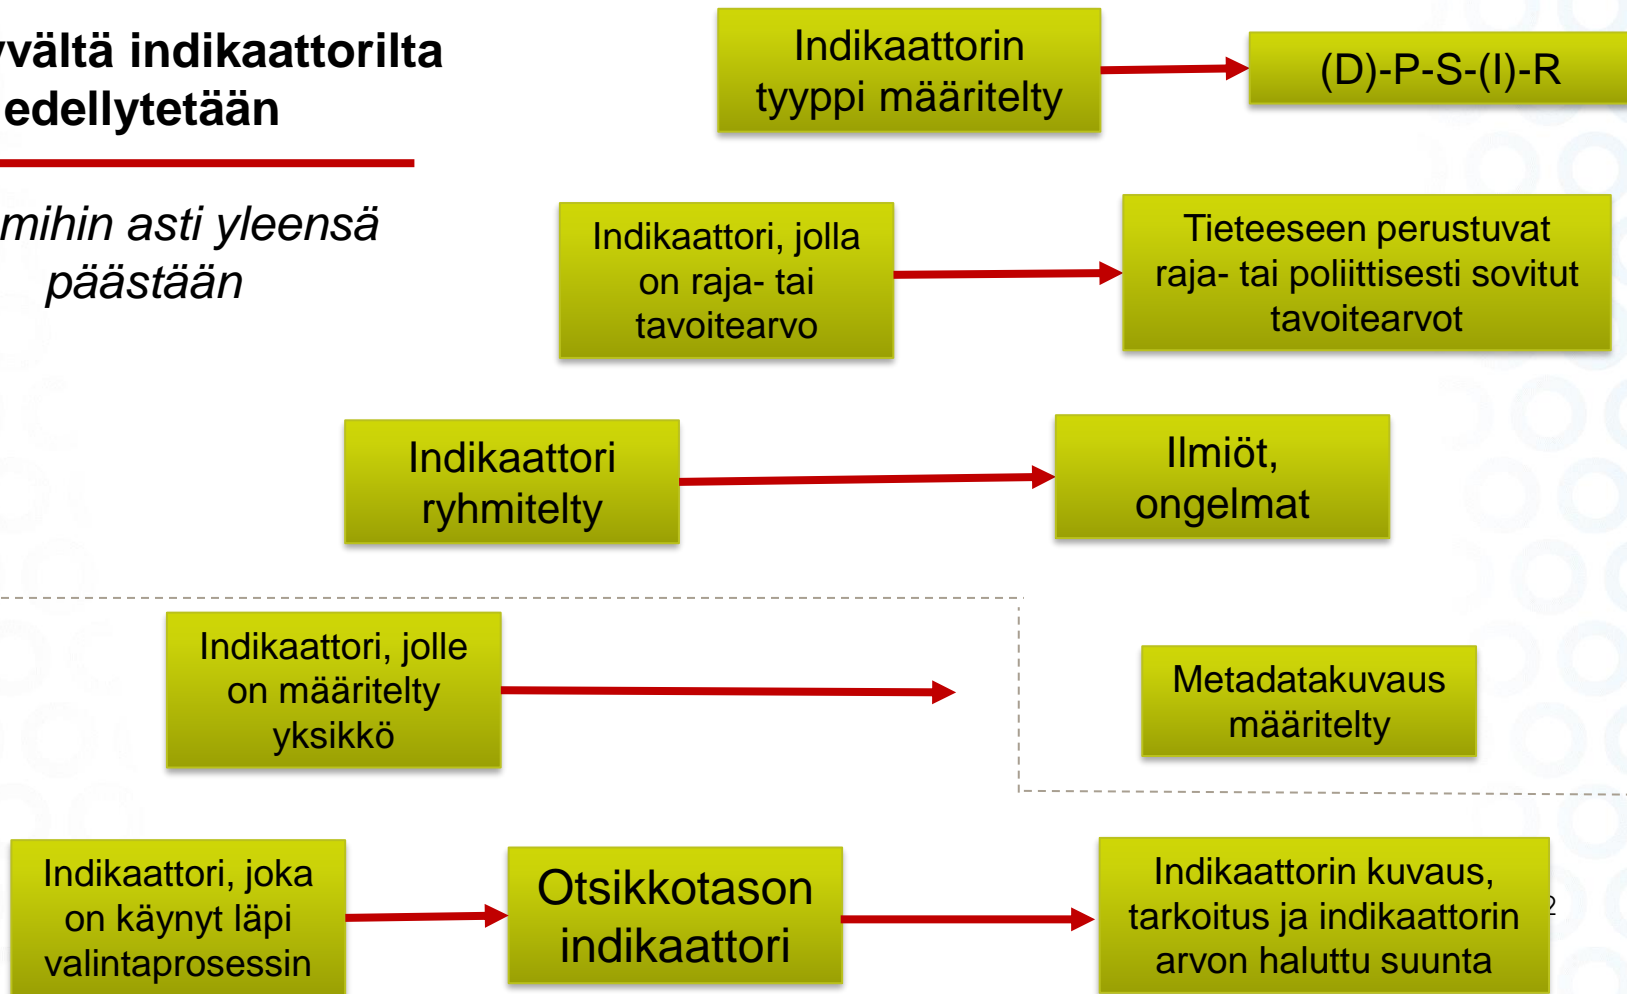 vältä indikaattorilta
edellytetään
mihin asti yleensä
päästään
Indikaattorin
tyyppi määritelty
(D)-P-S-(I)-R
Indikaattori, jolla
on raja- tai
tavoitearvo
Tieteeseen perustuvat
raja- tai poliittisesti sovitut
tavoitearvot
Indikaattori
ryhmitelty
Ilmiöt,
ongelmat
Indikaattori, jolle
on määritelty
yksikkö
Metadatakuvaus
määritelty
Indikaattori, joka
on käynyt läpi
valintaprosessin
Otsikkotason
indikaattori
Indikaattorin kuvaus,
tarkoitus ja indikaattorin
arvon haluttu suunta
2